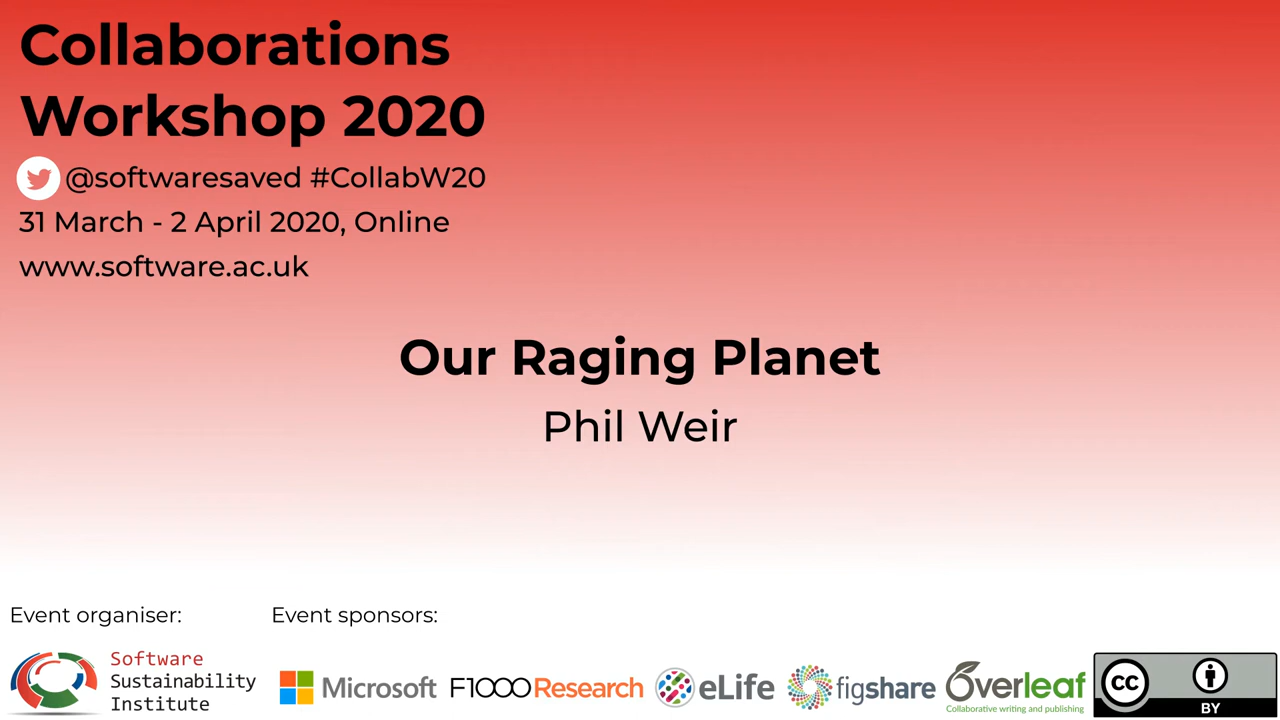 Collaborations
Workshop 2020
@softwaresaved #CollabW20
31 March - 2 April 2020, Online
www.software.ac.uk
Our Raging Planet
Phil Weir
Event organiser:
Event sponsors:
Software
Sustainability
Institute
Microsoft
F1000Research
eLife
figshare
Overleaf
Collaborative writing and publishing
CC
BY